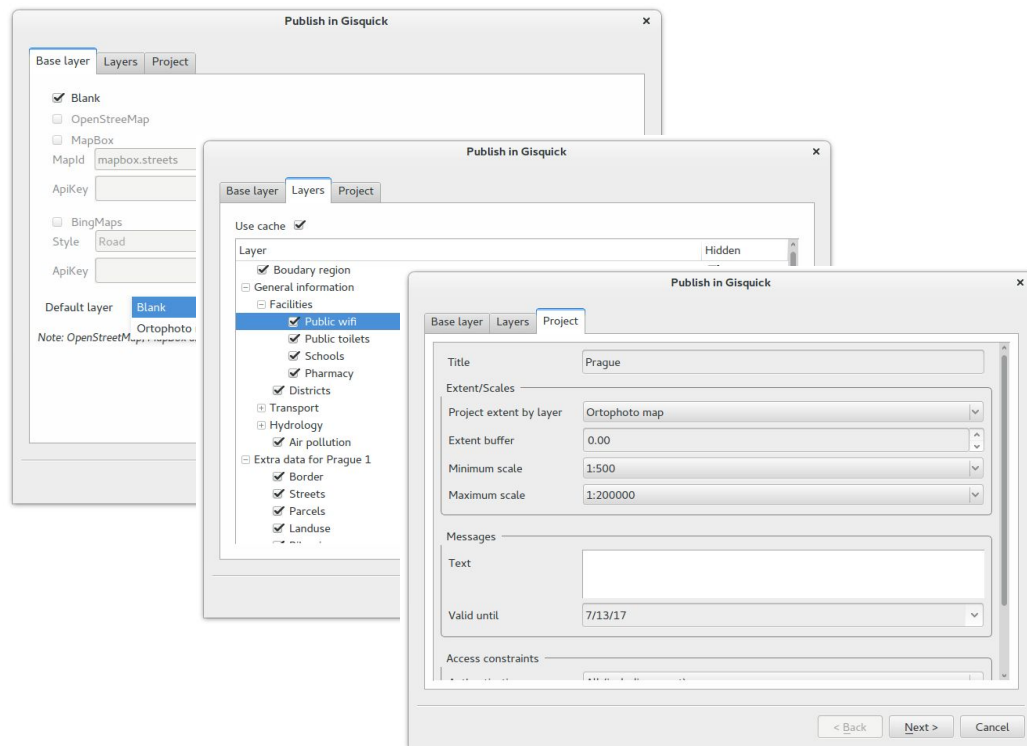 Publish in Gisquick
Base layer Layers Project
Blank
OpenStreeMap
MapBox
MapId mapbox.streets
ApiKey
BingMaps
Style Road
ApiKey
Default layer Blank
Ortophoto
Note: OpenStreetMap, MapBox
Publish in Gisquick
Base layer Layers Project
Use cache
Layer Hidden
Boudary region
General information
Facilities
Public wifi
Public toilets
Schools
Pharmacy
Districts
Transport
Hydrology
Air pollution
Extra data for Prague 1
Border
Streets
Parcels
Landuse
Publish in Gisquick
Base layer Layers Project
Title Prague
Extent/Scales
Project extent by layer Ortophoto map
Extent buffer 0.00
Minimum scale 1:500
Maximum scale 1:200000
Messages
Text
Valid until 7/13/17
Access constraints
< Back Next > Cancel